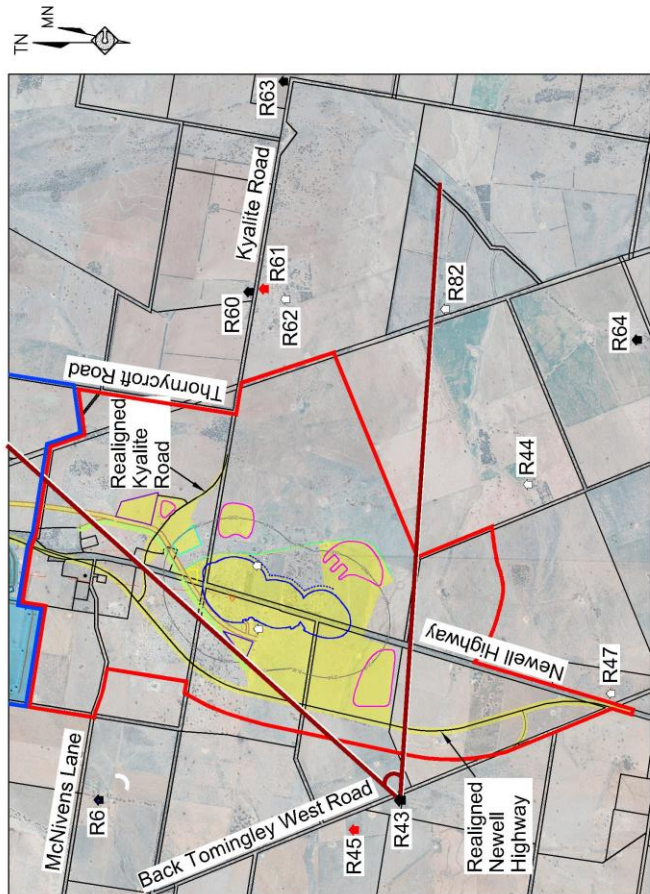 TN
MN
McNivens Lane
R6
Thornycroft Road
Realigned
Kyalite
Road
Kyalite Road
R63
R60
R61
R62
Back Tomingley West Road
R45
R43
Newell Highway
Realigned
Newell
Highway
R47
R44
R82
R64